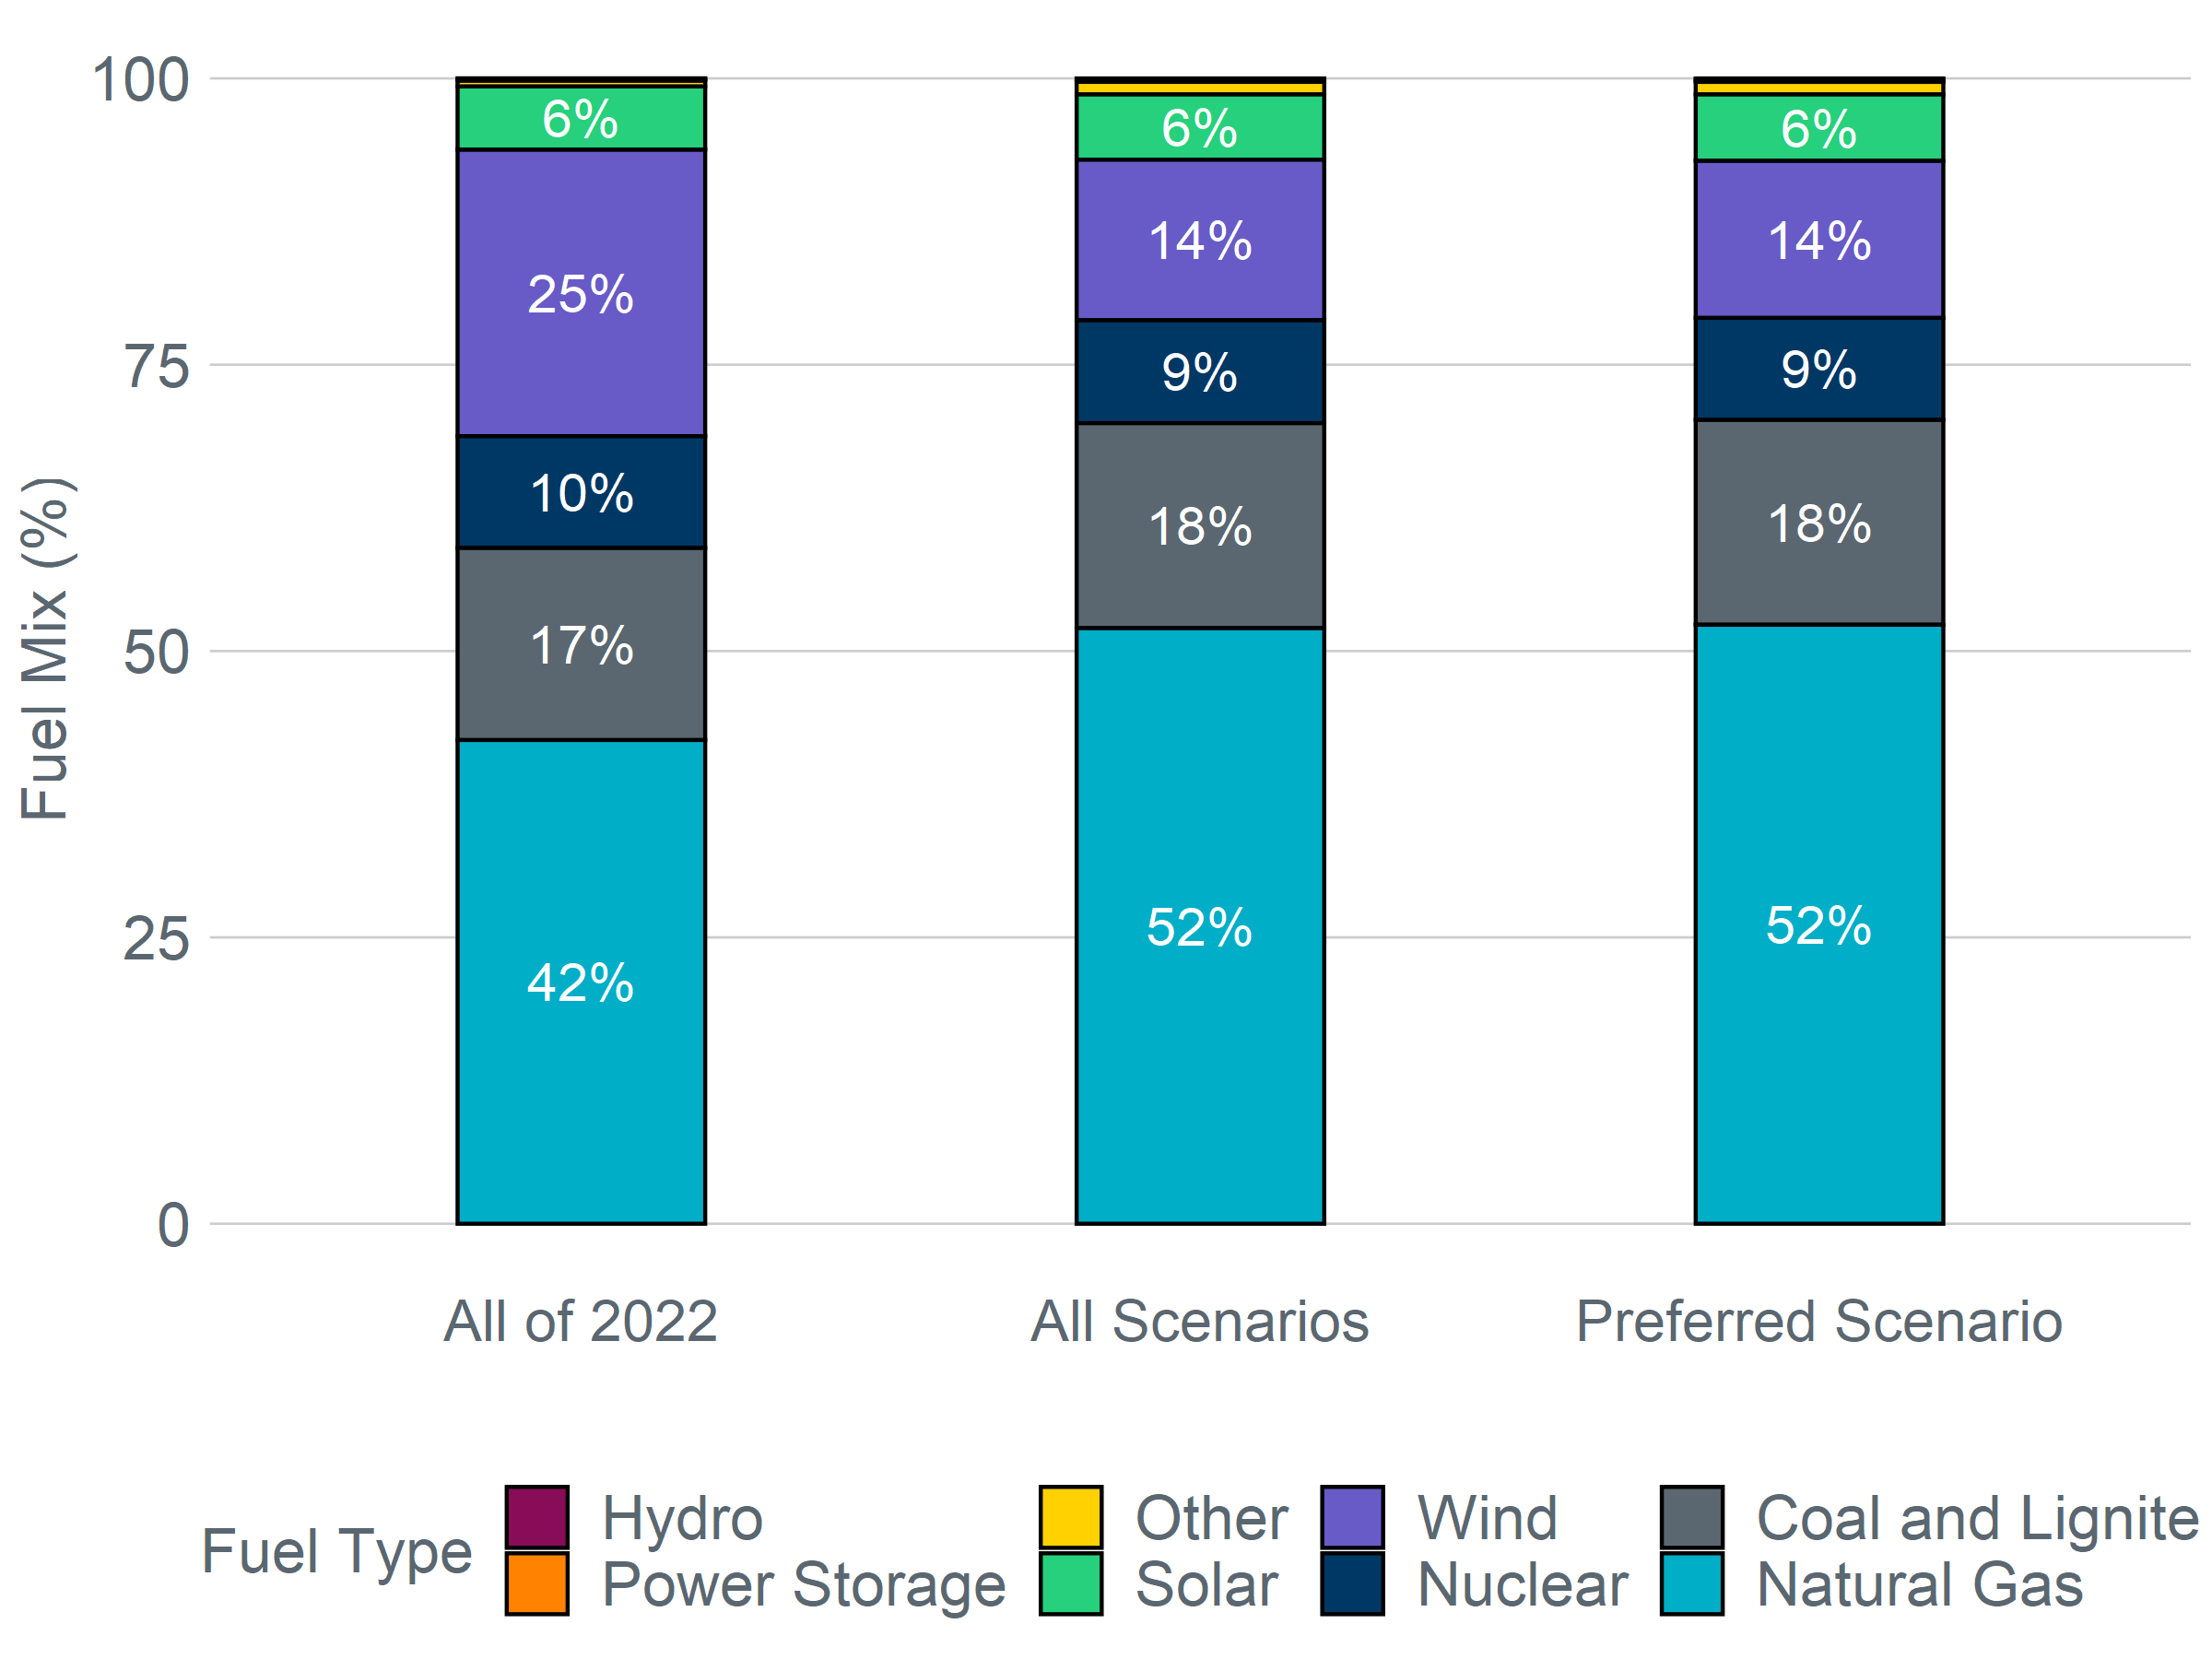 Fuel Mix (%)
100
75
50
25
0
6%
25%
10%
17%
42%
6%
14%
9%
18%
52%
6%
14%
9%
18%
52%
All of 2022
All Scenarios
Preferred Scenario
Fuel Type
Hydro
Power Storage
Other
Solar
Wind
Nuclear
Coal and Lignite
Natural Gas